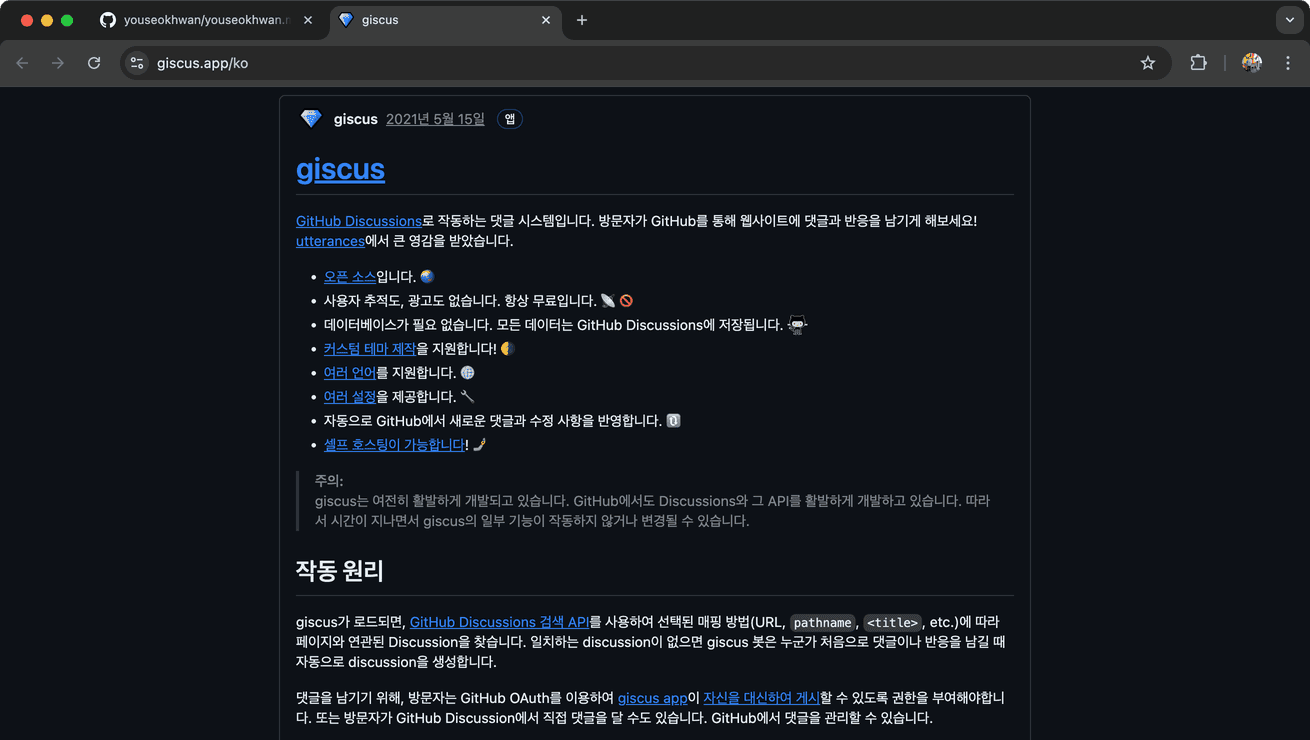 youseokhwan/youseokhwan.
giscus
giscus.app/ko
giscus 2021년 5월 15일 앱
giscus
GitHub Discussions로 작동하는 댓글 시스템입니다. 방문자가 GitHub를 통해 웹사이트에 댓글과 반응을 남기게 해보세요!
utterances에서 큰 영감을 받았습니다.
• 오픈 소스입니다. 🌏
• 사용자 추적도, 광고도 없습니다. 항상 무료입니다. 📡 🚫
• 데이터베이스가 필요 없습니다. 모든 데이터는 GitHub Discussions에 저장됩니다.
• 커스텀 테마 제작을 지원합니다! 🌗
• 여러 언어를 지원합니다. 🌐
• 여러 설정을 제공합니다. 🔧
• 자동으로 GitHub에서 새로운 댓글과 수정 사항을 반영합니다. 🔃
• 셀프 호스팅이 가능합니다! 🤳
주의:
giscus는 여전히 활발하게 개발되고 있습니다. GitHub에서도 Discussions와 그 API를 활발하게 개발하고 있습니다. 따라
서 시간이 지나면서 giscus의 일부 기능이 작동하지 않거나 변경될 수 있습니다.
작동 원리
giscus가 로드되면, GitHub Discussions 검색 API를 사용하여 선택된 매핑 방법(URL, pathname, <title>, etc.)에 따라
페이지와 연관된 Discussion을 찾습니다. 일치하는 discussion이 없으면 giscus 봇은 누군가 처음으로 댓글이나 반응을 남길 때
자동으로 discussion을 생성합니다.
댓글을 남기기 위해, 방문자는 GitHub OAuth를 이용하여 giscus app이 자신을 대신하여 게시할 수 있도록 권한을 부여해야합니
다. 또는 방문자가 GitHub Discussion에서 직접 댓글을 달 수도 있습니다. GitHub에서 댓글을 관리할 수 있습니다.